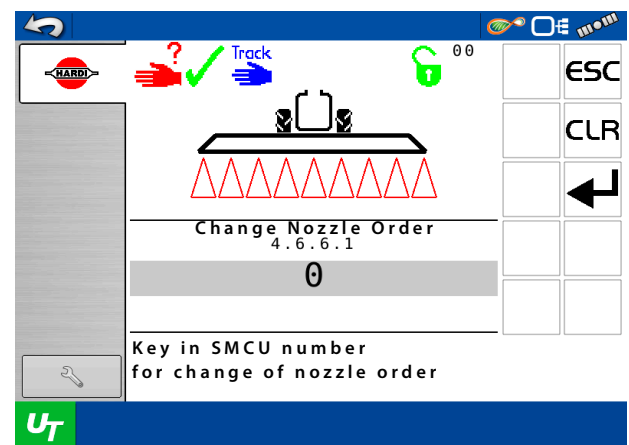 HARDI
?
Track
00
ESC
CLR
Change Nozzle Order
4.6.6.1
0
Key in SMCU number
for change of nozzle order
UT